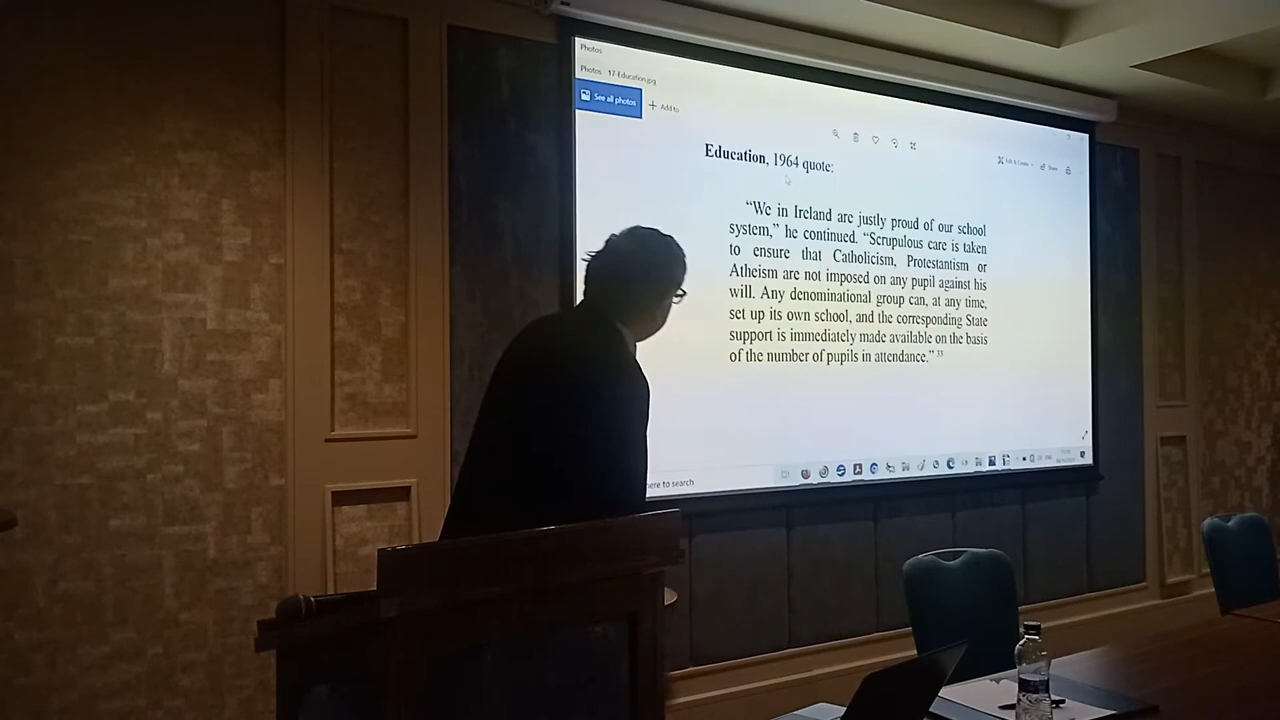 Photos
Photos - 17-Education.jpg
See all photos
Add to
Edit & Create
Share
Education, 1964 quote:
“We in Ireland are justly proud of our school
system,” he continued. “Scrupulous care is taken
to ensure that Catholicism, Protestantism or
Atheism are not imposed on any pupil against his
will. Any denominational group can, at any time,
set up its own school, and the corresponding State
support is immediately made available on the basis
of the number of pupils in attendance.” 33
here to search